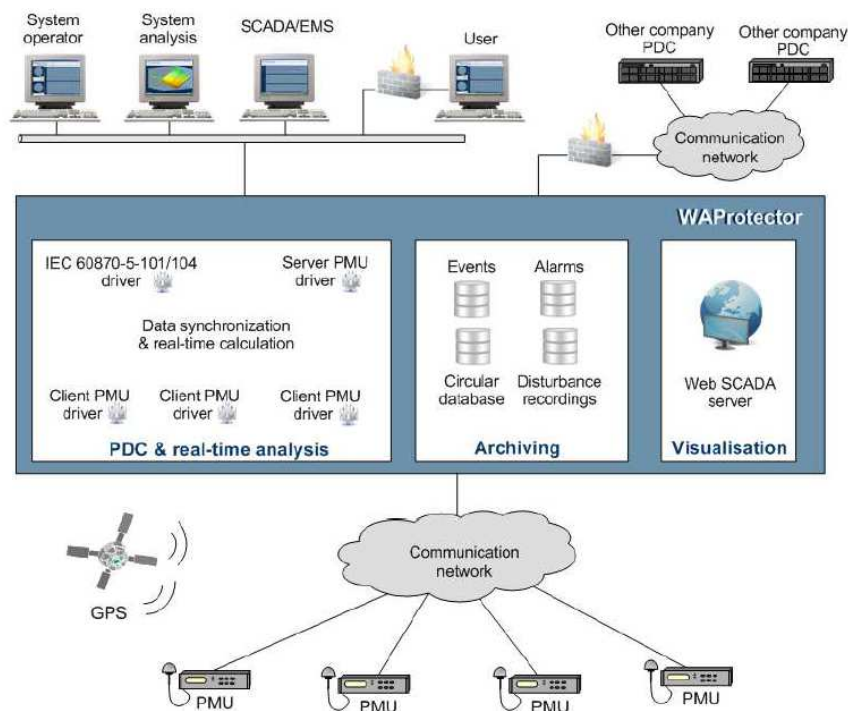 System
operator
System
analysis
SCADA/EMS
User
Other company
PDC
Other company
PDC
Communication
network
WAProtector
IEC 60870-5-101/104
driver
Server PMU
driver
Data synchronization
& real-time calculation
Client PMU
driver
Client PMU
driver
Client PMU
driver
PDC & real-time analysis
Events
Alarms
Circular
database
Disturbance
recordings
Archiving
Web SCADA
server
Visualisation
GPS
Communication
network
PMU
PMU
PMU
PMU